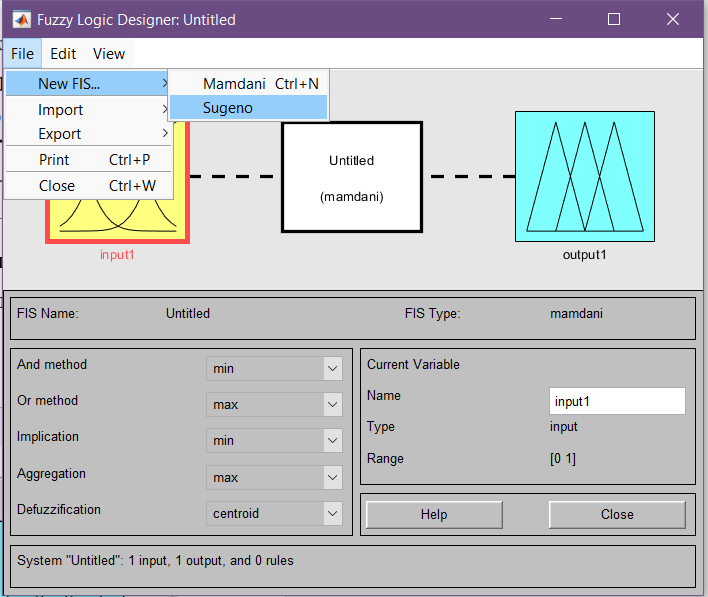 Fuzzy Logic Designer: Untitled
File Edit View
New FIS... Mamdani Ctrl+N
Sugeno
Import
Export
Print Ctrl+P
Close Ctrl+W
Untitled
(mamdani)
input1
output1
FIS Name: Untitled FIS Type: mamdani
And method min
Or method max
Implication min
Aggregation max
Defuzzification centroid
Current Variable
Name input1
Type input
Range [0 1]
Help Close
System "Untitled": 1 input, 1 output, and 0 rules